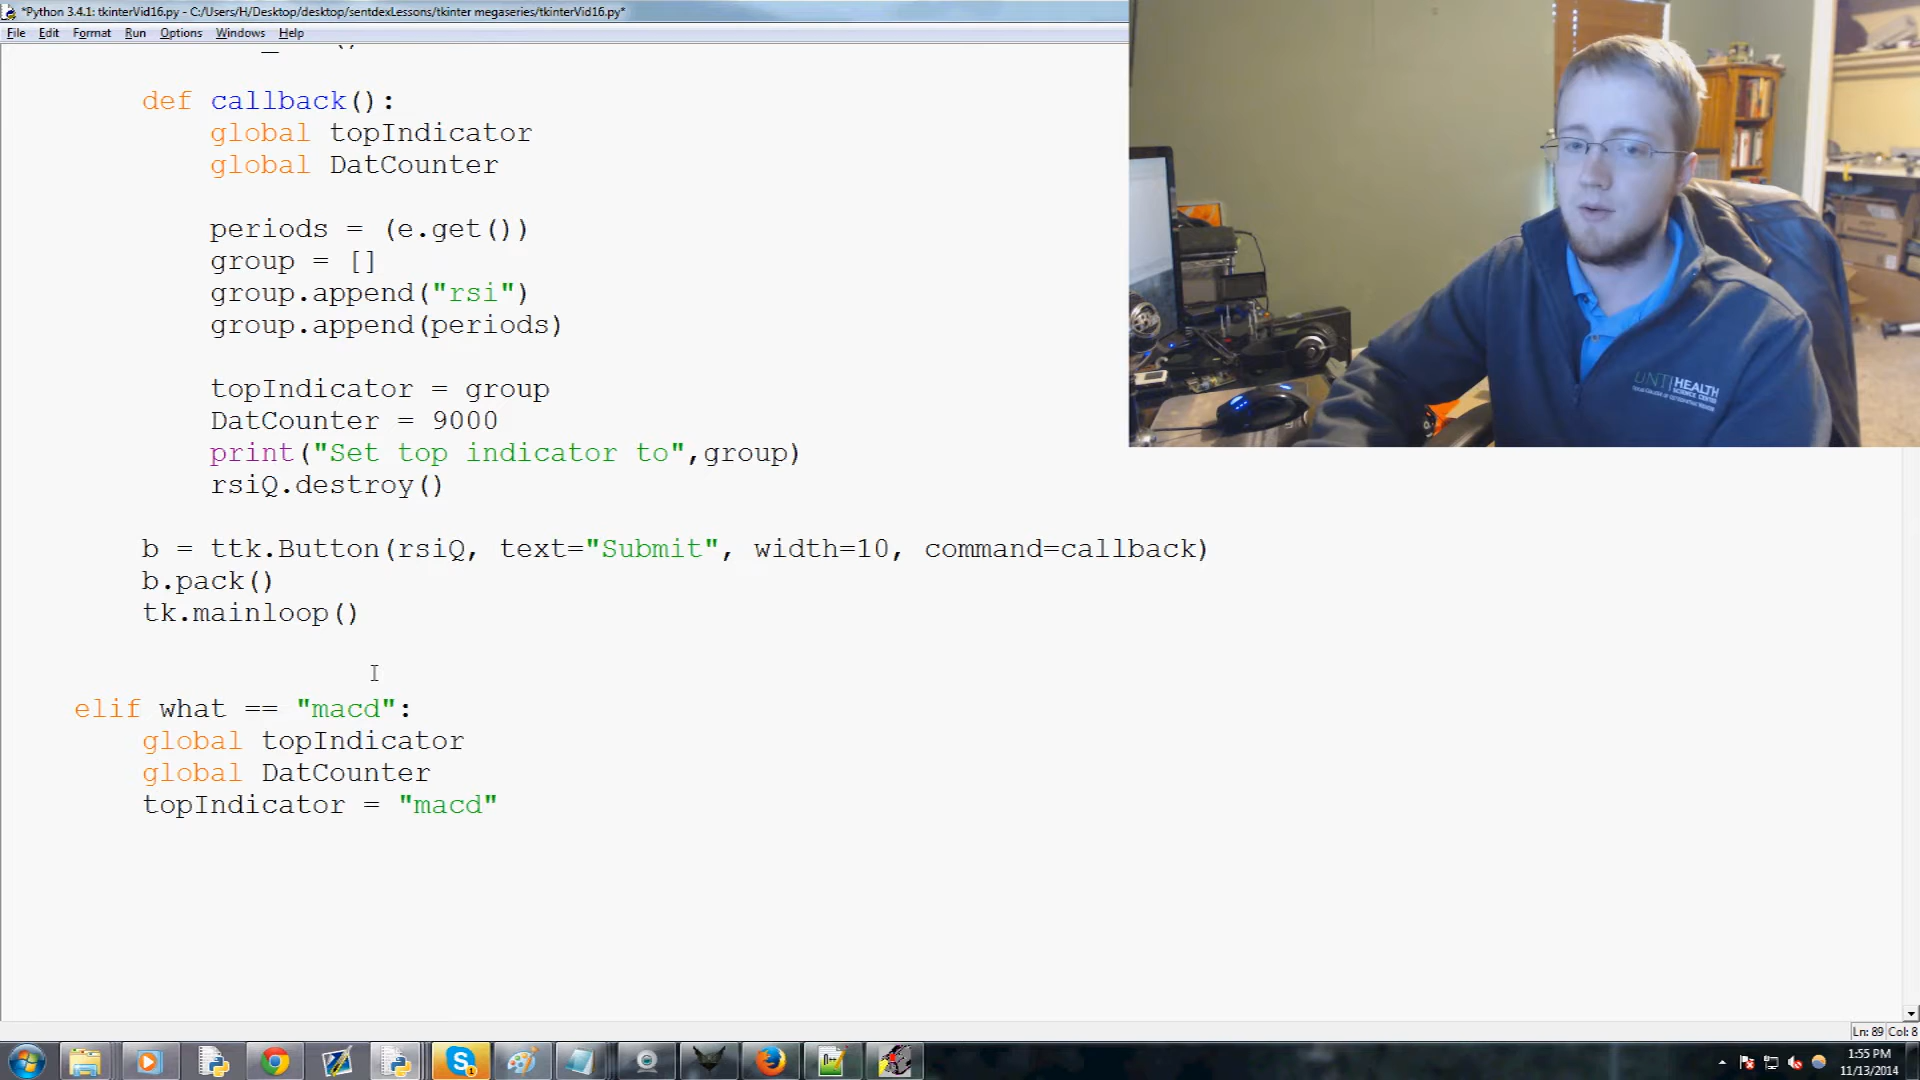 *Python 3.4.1: tkinterVid16.py - C:/Users/H/Desktop/desktop/sentdexLessons/tkinter megaseries/tkinterVid16.py*
File Edit Format Run Options Windows Help
def callback():
global topIndicator
global DatCounter
periods = (e.get())
group = []
group.append("rsi")
group.append(periods)
topIndicator = group
DatCounter = 9000
print("Set top indicator to",group)
rsiQ.destroy()
b = ttk.Button(rsiQ, text="Submit", width=10, command=callback)
b.pack()
tk.mainloop()
elif what == "macd":
global topIndicator
global DatCounter
topIndicator = "macd"
UNT HEALTH
SCIENCE CENTER
Ln: 89 Col: 8
1:55 PM
11/13/2014